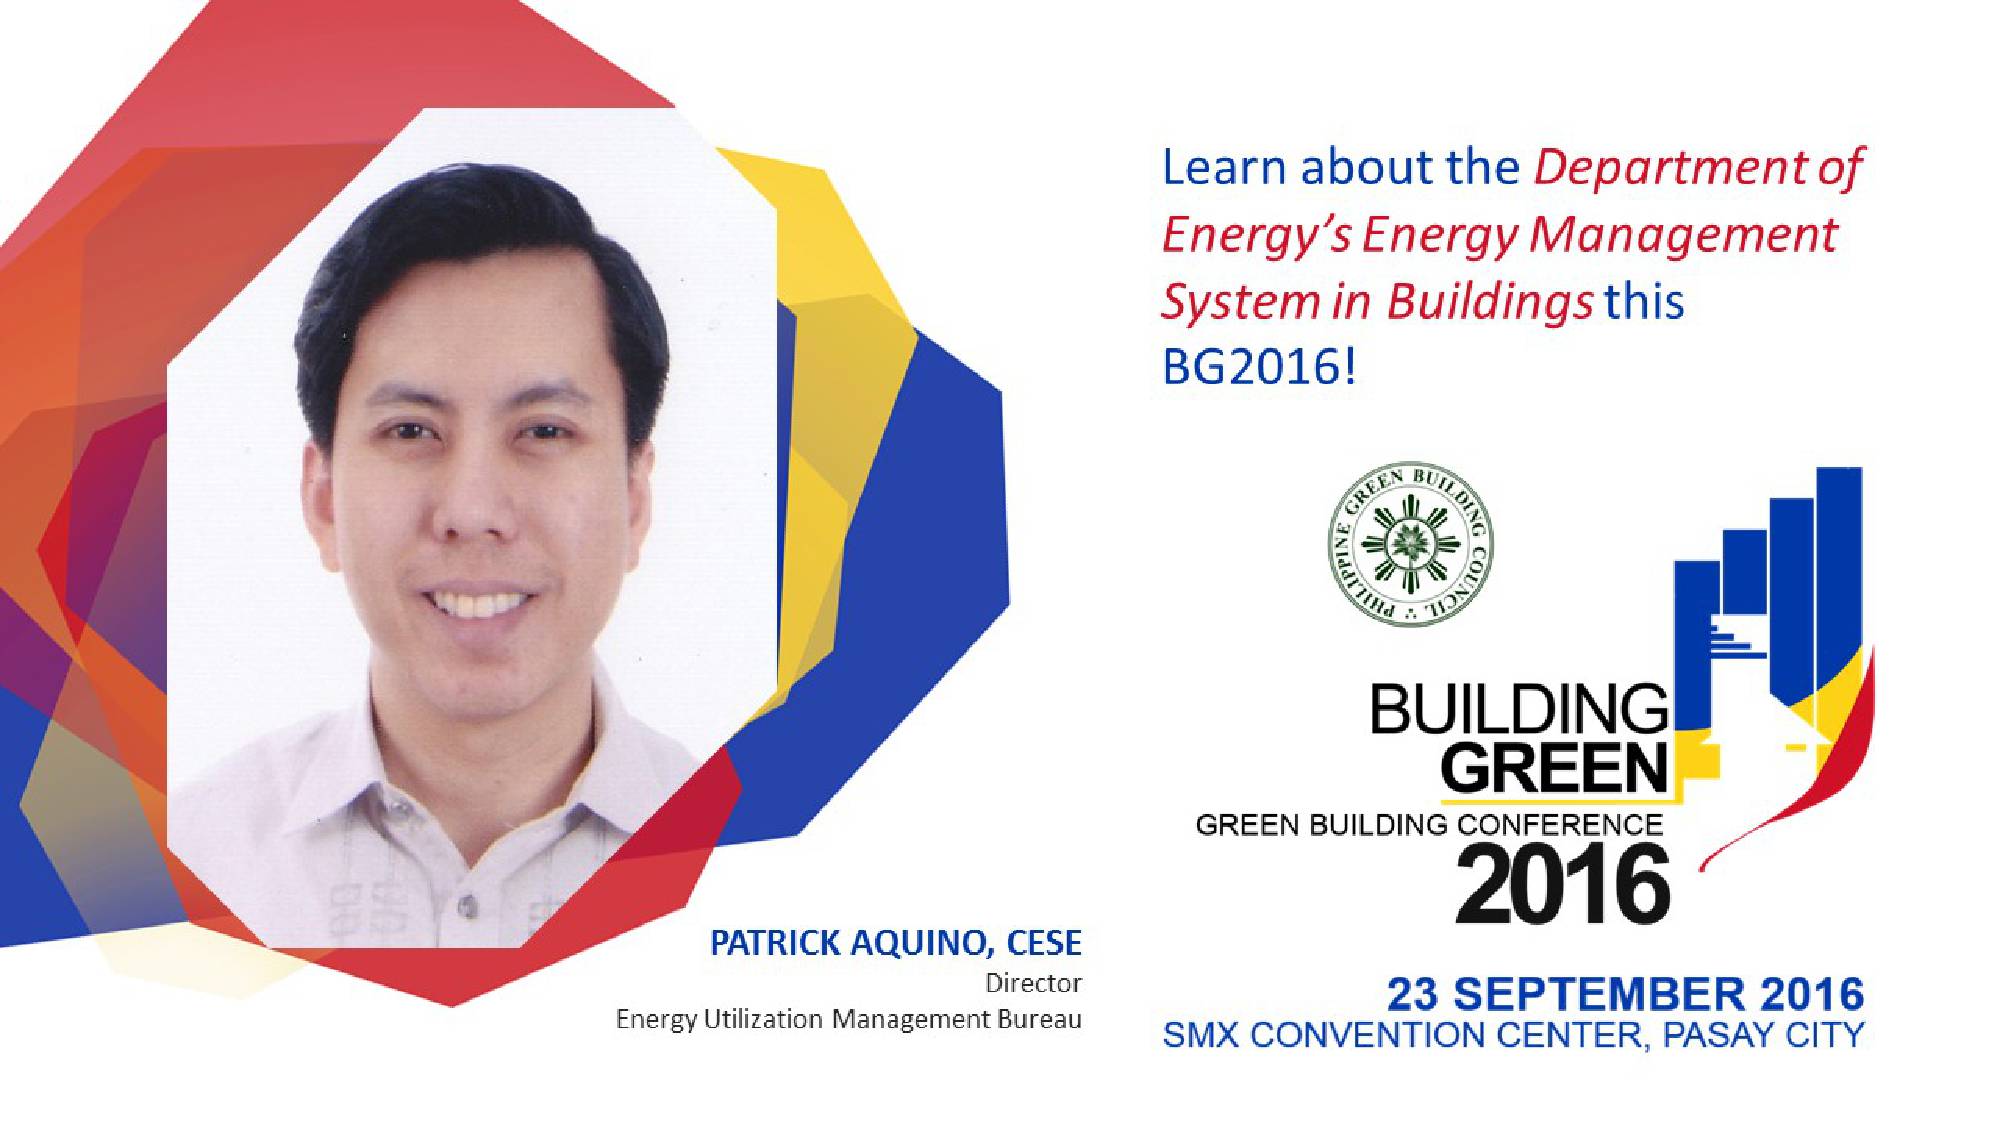 Learn about the Department of
Energy’s Energy Management
System in Buildings this
BG2016!
PHILIPPINE GREEN BUILDING COUNCIL
BUILDING
GREEN
GREEN BUILDING CONFERENCE
2016
PATRICK AQUINO, CESE
Director
Energy Utilization Management Bureau
23 SEPTEMBER 2016
SMX CONVENTION CENTER, PASAY CITY